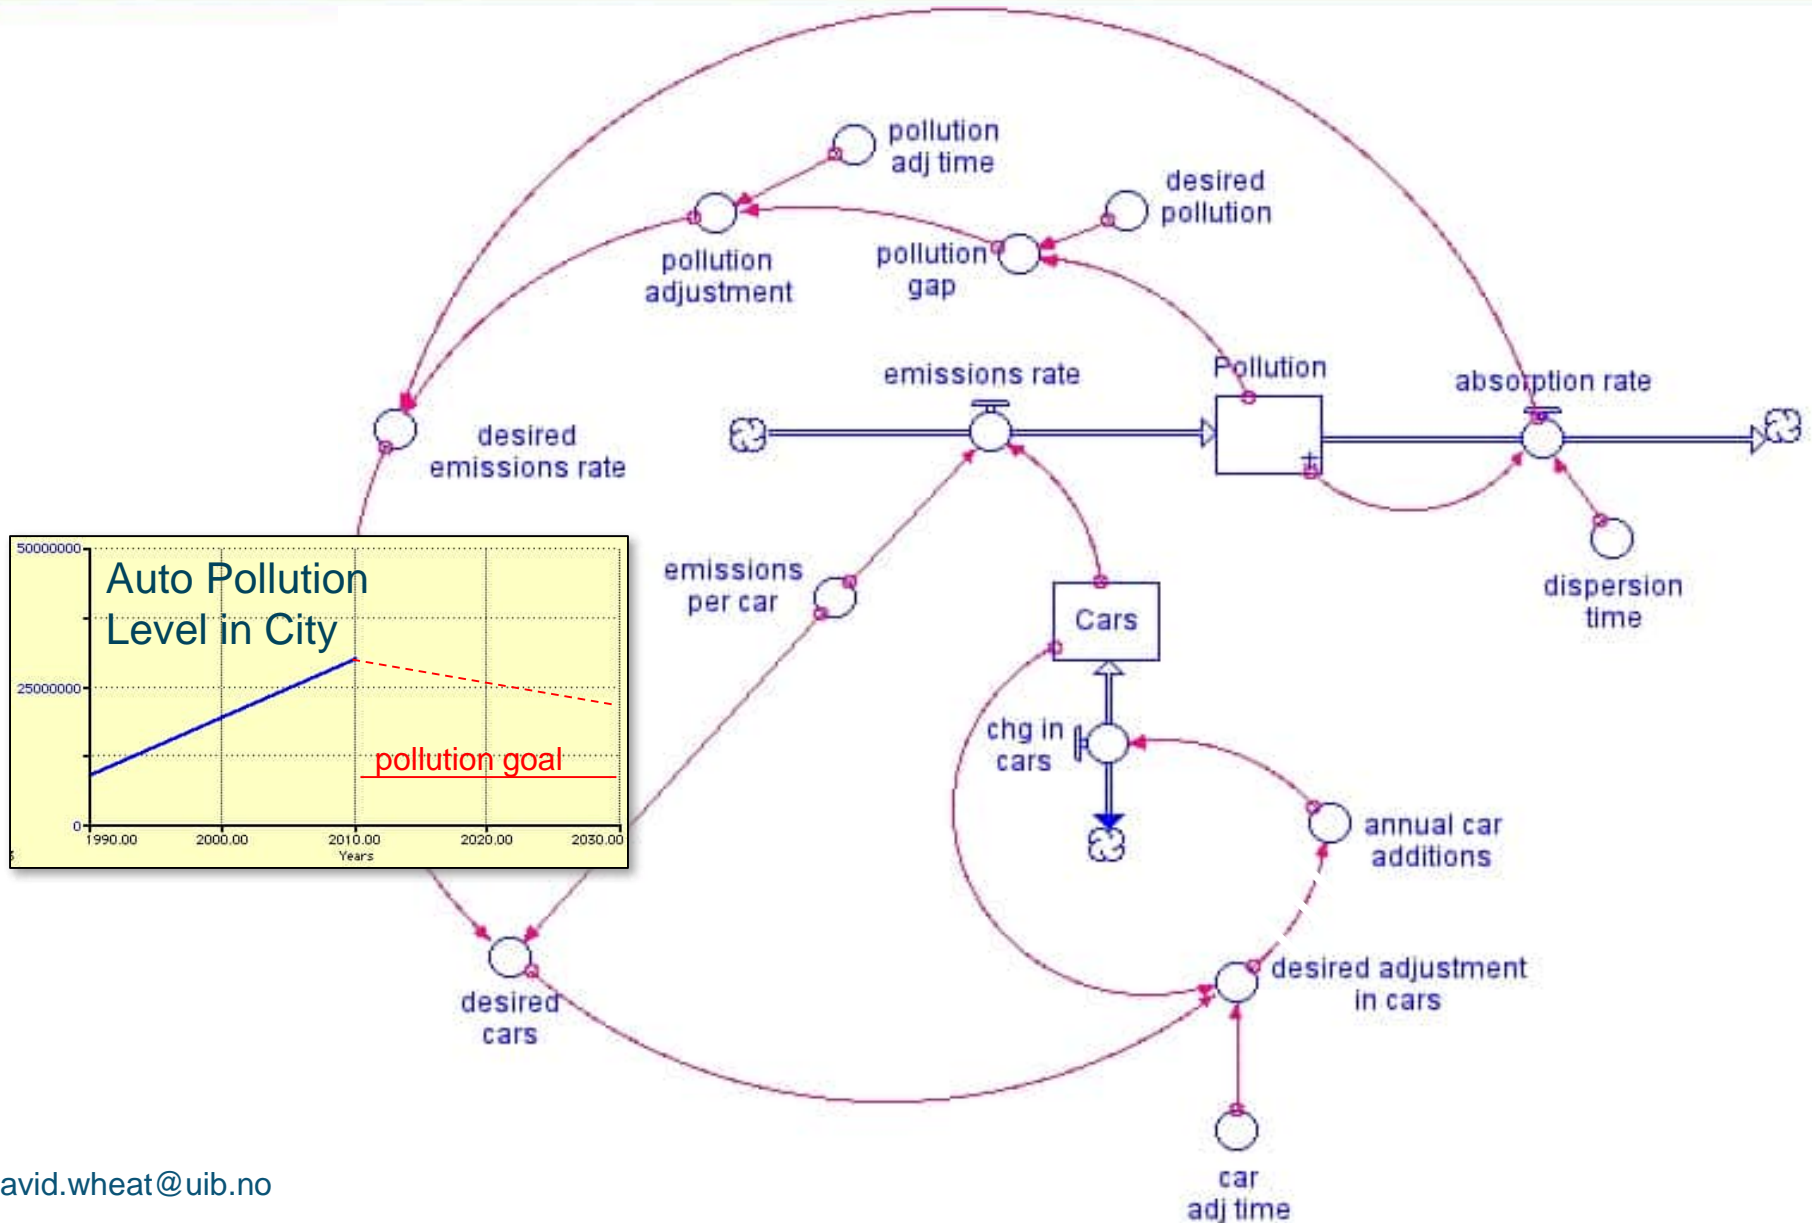 pollution
adj time
desired
pollution
pollution
adjustment
pollution
gap
emissions rate
Pollution
absorption rate
desired
emissions rate
50000000
25000000
0
Auto Pollution
Level in City
pollution goal
1990.00 2000.00 2010.00 2020.00 2030.00
Years
emissions
per car
Cars
dispersion
time
chg in
cars
annual car
additions
desired
cars
desired adjustment
in cars
car
adj time
avid.wheat@uib.no